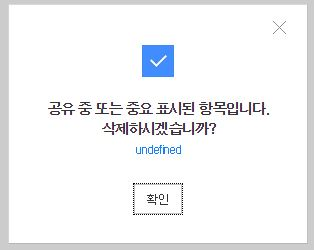 공유 중 또는 중요 표시된 항목입니다.
삭제하시겠습니까?
undefined
확인